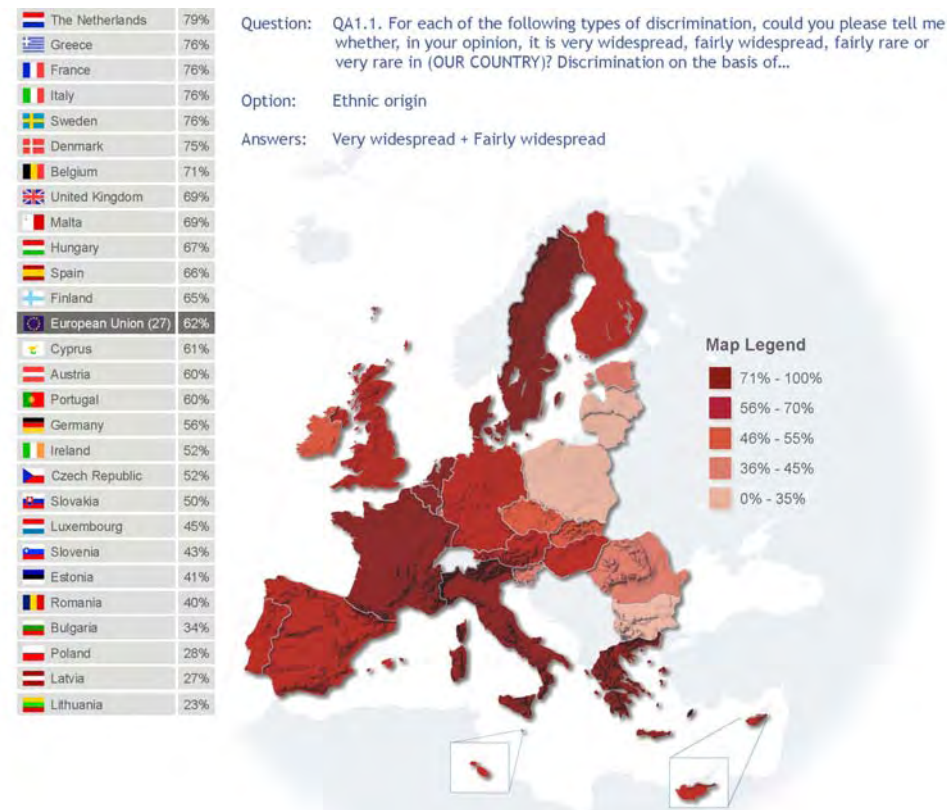 The Netherlands 79%
Greece 76%
France 76%
Italy 76%
Sweden 76%
Denmark 75%
Belgium 71%
United Kingdom 69%
Malta 69%
Hungary 67%
Spain 66%
Finland 65%
European Union (27) 62%
Cyprus 61%
Austria 60%
Portugal 60%
Germany 56%
Ireland 52%
Czech Republic 52%
Slovakia 50%
Luxembourg 45%
Slovenia 43%
Estonia 41%
Romania 40%
Bulgaria 34%
Poland 28%
Latvia 27%
Lithuania 23%
Question: QA1.1. For each of the following types of discrimination, could you please tell me
whether, in your opinion, it is very widespread, fairly widespread, fairly rare or
very rare in (OUR COUNTRY)? Discrimination on the basis of...
Option: Ethnic origin
Answers: Very widespread + Fairly widespread
Map Legend
71% - 100%
56% - 70%
46% - 55%
36% - 45%
0% - 35%